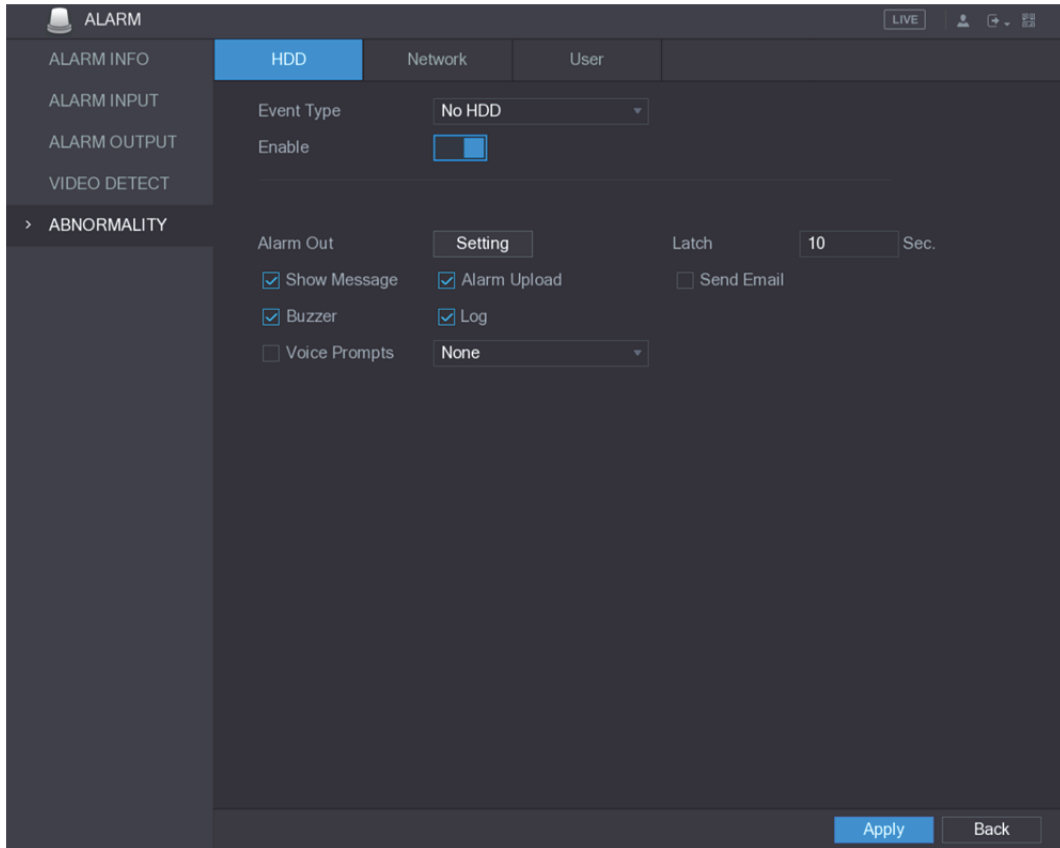 ALARM LIVE
ALARM INFO
ALARM INPUT
ALARM OUTPUT
VIDEO DETECT
> ABNORMALITY
HDD Network User
Event Type No HDD
Enable
Alarm Out Setting Latch 10 Sec.
Show Message Alarm Upload Send Email
Buzzer Log
Voice Prompts None
Apply Back